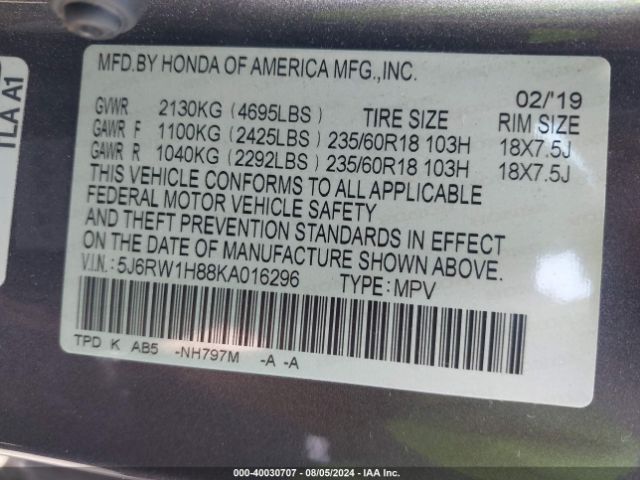 MFD.BY HONDA OF AMERICA MFG.,INC.
02/'19
GVWR 2130KG (4695LBS) TIRE SIZE RIM SIZE
GAWR F 1100KG (2425LBS) 235/60R18 103H 18X7.5J
GAWR R 1040KG (2292LBS) 235/60R18 103H 18X7.5J
THIS VEHICLE CONFORMS TO ALL APPLICABLE
FEDERAL MOTOR VEHICLE SAFETY
AND THEFT PREVENTION STANDARDS IN EFFECT
ON THE DATE OF MANUFACTURE SHOWN ABOVE.
V.I.N.: 5J6RW1H88KA016296 TYPE: MPV
TPD K AB5 -NH797M -A -A
TLA A1
000-40030707 - 08/05/2024 - IAA Inc.